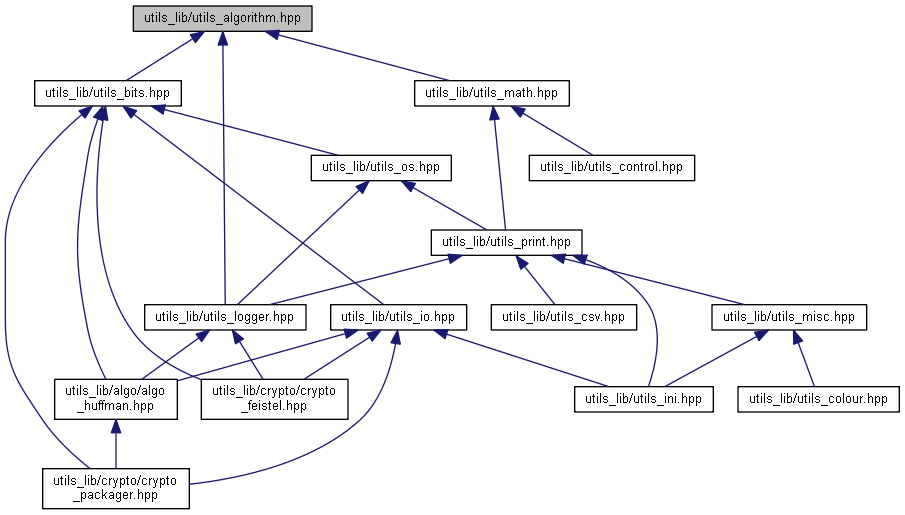 utils_lib/utils_algorithm.hpp
utils_lib/utils_bits.hpp
utils_lib/utils_math.hpp
utils_lib/utils_os.hpp
utils_lib/utils_control.hpp
utils_lib/utils_print.hpp
utils_lib/utils_logger.hpp
utils_lib/utils_io.hpp
utils_lib/utils_csv.hpp
utils_lib/utils_misc.hpp
utils_lib/algo/algo
_huffman.hpp
utils_lib/crypto/crypto
_feistel.hpp
utils_lib/utils_ini.hpp
utils_lib/utils_colour.hpp
utils_lib/crypto/crypto
_packager.hpp